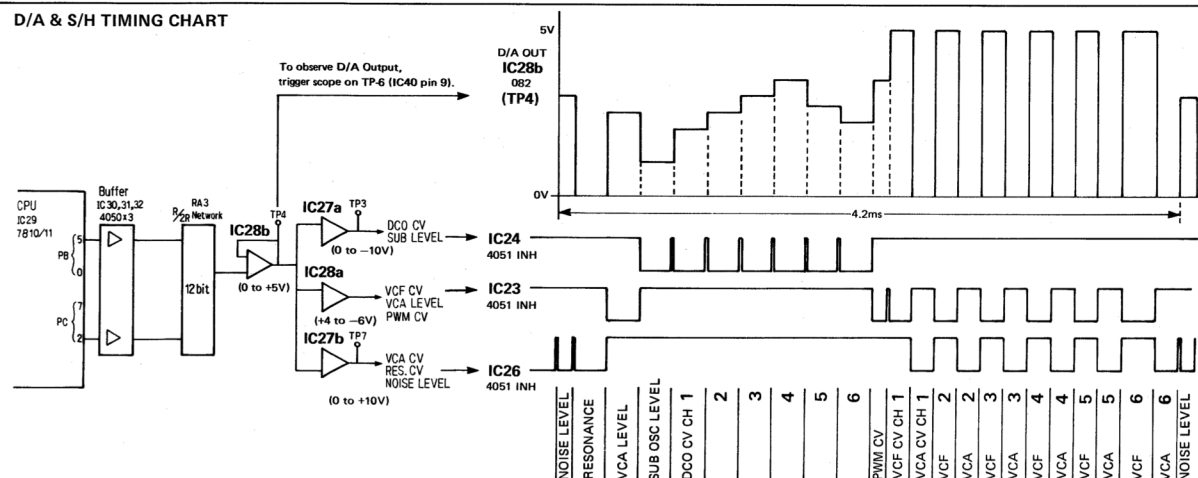 D/A & S/H TIMING CHART
To observe D/A Output,
trigger scope on TP-6 (IC40 pin 9).
5V
D/A OUT
IC28b
082
(TP4)
0V
4.2ms
CPU
IC29
7810/11
PB
5
0
PC
7
2
Buffer
IC30,31,32
4050×3
R/2R
RA3
Network
12bit
IC28b
TP4
(0 to +5V)
IC27a
TP3
DCO CV
SUB LEVEL
(0 to −10V)
IC28a
VCF CV
VCA LEVEL
PWM CV
(+4 to −6V)
IC27b
TP7
VCA CV
RES.CV
NOISE LEVEL
(0 to +10V)
IC24
4051 INH
IC23
4051 INH
IC26
4051 INH
NOISE LEVEL
RESONANCE
VCA LEVEL
SUB OSC LEVEL
DCO CV CH 1
2
3
4
5
6
PWM CV
VCF CV CH 1
VCA CV CH 1
VCF 2
VCA 2
VCF 3
VCA 3
VCF 4
VCA 4
VCF 5
VCA 5
VCF 6
VCA 6
NOISE LEVEL